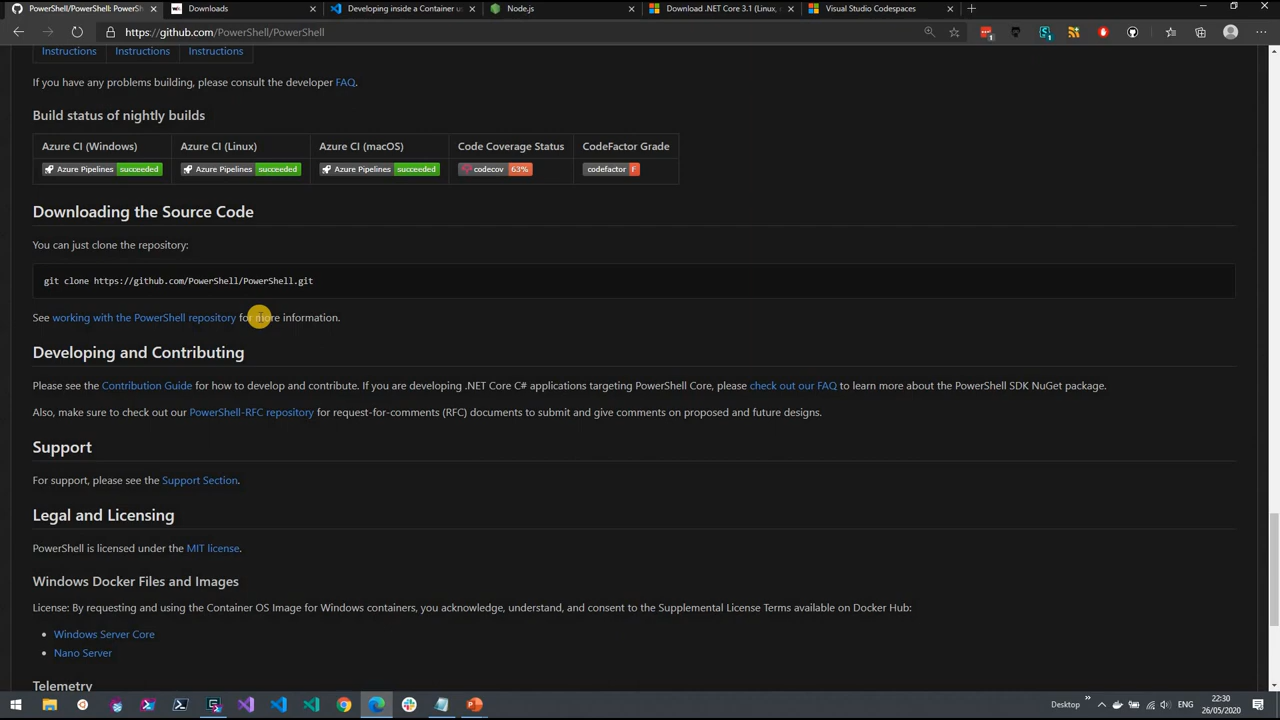 PowerShell/PowerShell: PowerS
Downloads
Developing inside a Container u
Node.js
Download .NET Core 3.1 (Linux,
Visual Studio Codespaces
https://github.com/PowerShell/PowerShell
Instructions Instructions Instructions
If you have any problems building, please consult the developer FAQ.
Build status of nightly builds
Azure CI (Windows) Azure CI (Linux) Azure CI (macOS) Code Coverage Status CodeFactor Grade
Azure Pipelines succeeded Azure Pipelines succeeded Azure Pipelines succeeded codecov 63% codefactor F
Downloading the Source Code
You can just clone the repository:
git clone https://github.com/PowerShell/PowerShell.git
See working with the PowerShell repository for more information.
Developing and Contributing
Please see the Contribution Guide for how to develop and contribute. If you are developing .NET Core C# applications targeting PowerShell Core, please check out our FAQ to learn more about the PowerShell SDK NuGet package.
Also, make sure to check out our PowerShell-RFC repository for request-for-comments (RFC) documents to submit and give comments on proposed and future designs.
Support
For support, please see the Support Section.
Legal and Licensing
PowerShell is licensed under the MIT license.
Windows Docker Files and Images
License: By requesting and using the Container OS Image for Windows containers, you acknowledge, understand, and consent to the Supplemental License Terms available on Docker Hub:
• Windows Server Core
• Nano Server
Telemetry
Desktop
ENG
22:30
26/05/2020